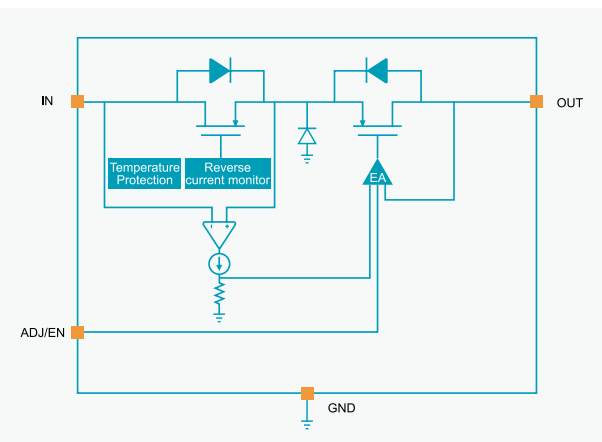 IN
OUT
Temperature
Protection
Reverse
current monitor
EA
-
+
ADJ/EN
GND